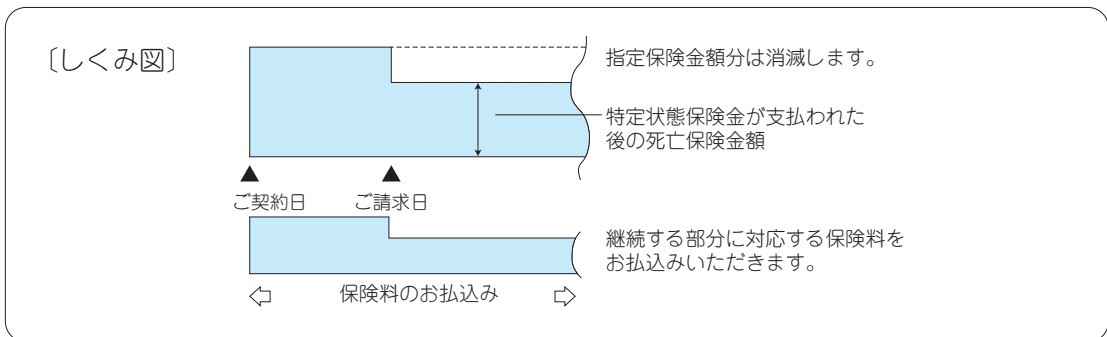 〔しくみ図〕
指定保険金額分は消滅します。
特定状態保険金が支払われた
後の死亡保険金額
ご契約日
ご請求日
継続する部分に対応する保険料を
お払込みいただきます。
保険料のお払込み